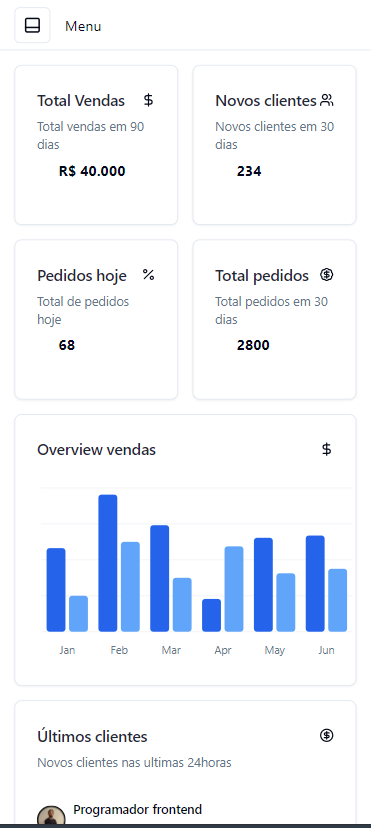 Menu
Total Vendas
Total vendas em 90
dias
R$ 40.000
Novos clientes
Novos clientes em 30
dias
234
Pedidos hoje
Total de pedidos
hoje
68
Total pedidos
Total pedidos em 30
dias
2800
Overview vendas
Jan Feb Mar Apr May Jun
Últimos clientes
Novos clientes nas ultimas 24horas
Programador frontend